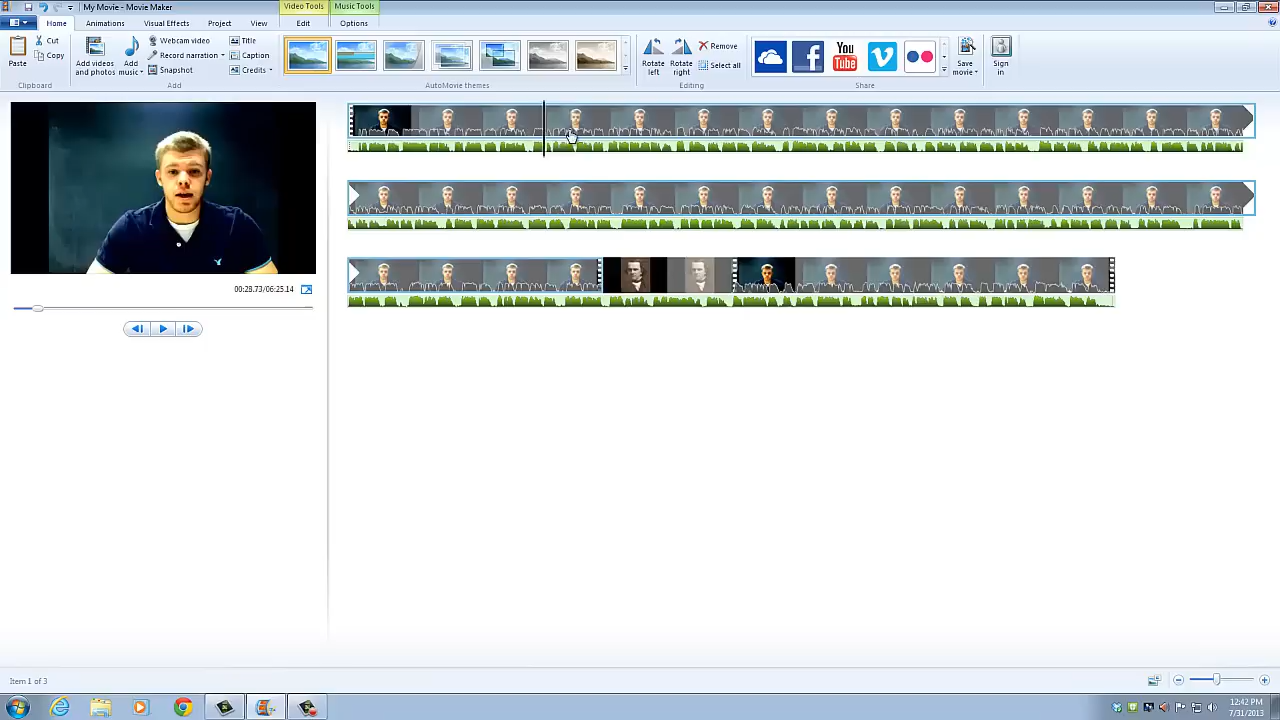 My Movie - Movie Maker
Video Tools
Music Tools
Home
Animations
Visual Effects
Project
View
Edit
Options
Paste
Cut
Copy
Clipboard
Add videos and photos
Add music
Webcam video
Record narration
Snapshot
Title
Caption
Credits
Add
AutoMovie themes
Rotate left
Rotate right
Remove
Select all
Editing
You Tube
Share
Save movie
Sign in
00:28.73/06:25.14
Item 1 of 3
12:42 PM
7/31/2013